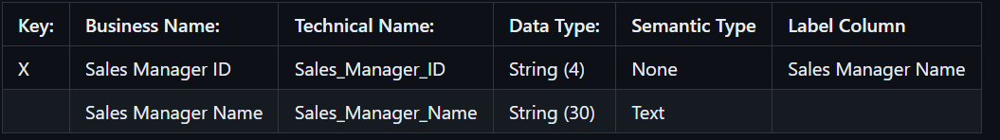 Key: Business Name: Technical Name: Data Type: Semantic Type Label Column
X Sales Manager ID Sales_Manager_ID String (4) None Sales Manager Name
Sales Manager Name Sales_Manager_Name String (30) Text